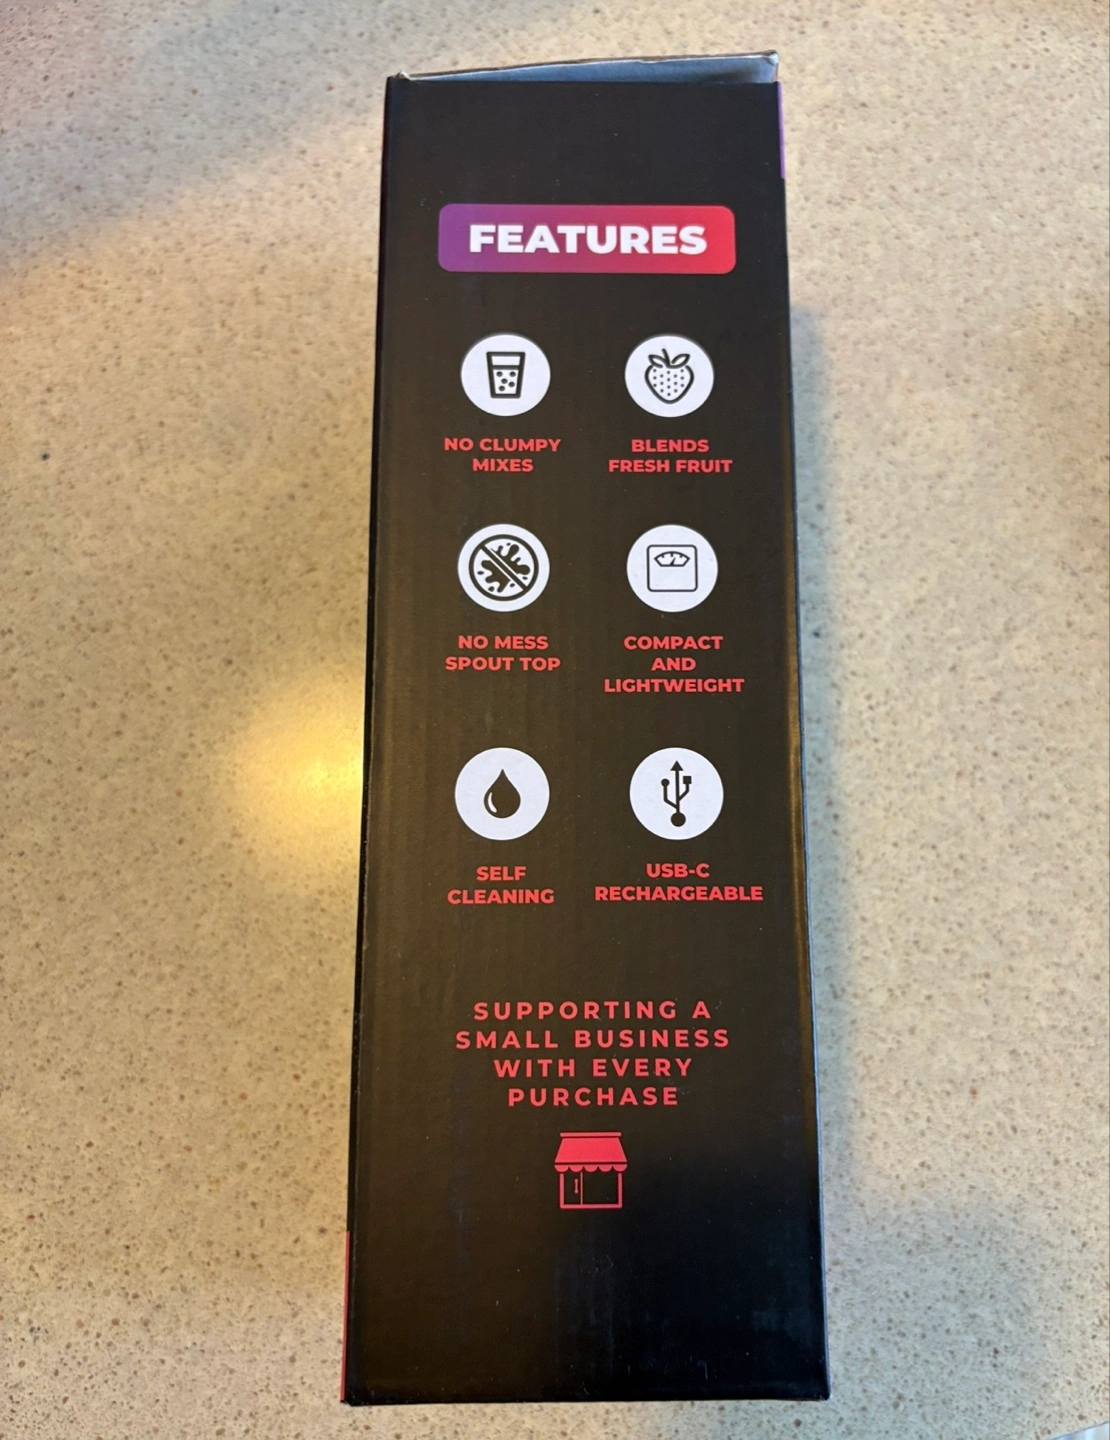 FEATURES
NO CLUMPY
MIXES
BLENDS
FRESH FRUIT
NO MESS
SPOUT TOP
COMPACT
AND
LIGHTWEIGHT
SELF
CLEANING
USB-C
RECHARGEABLE
SUPPORTING A
SMALL BUSINESS
WITH EVERY
PURCHASE